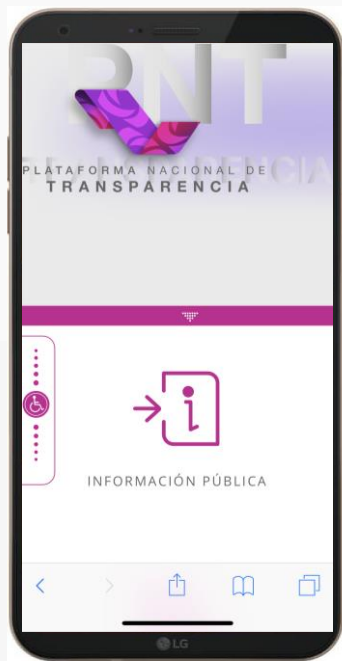 PNT
PLATAFORMA NACIONAL DE
TRANSPARENCIA
INFORMACIÓN PÚBLICA
LG